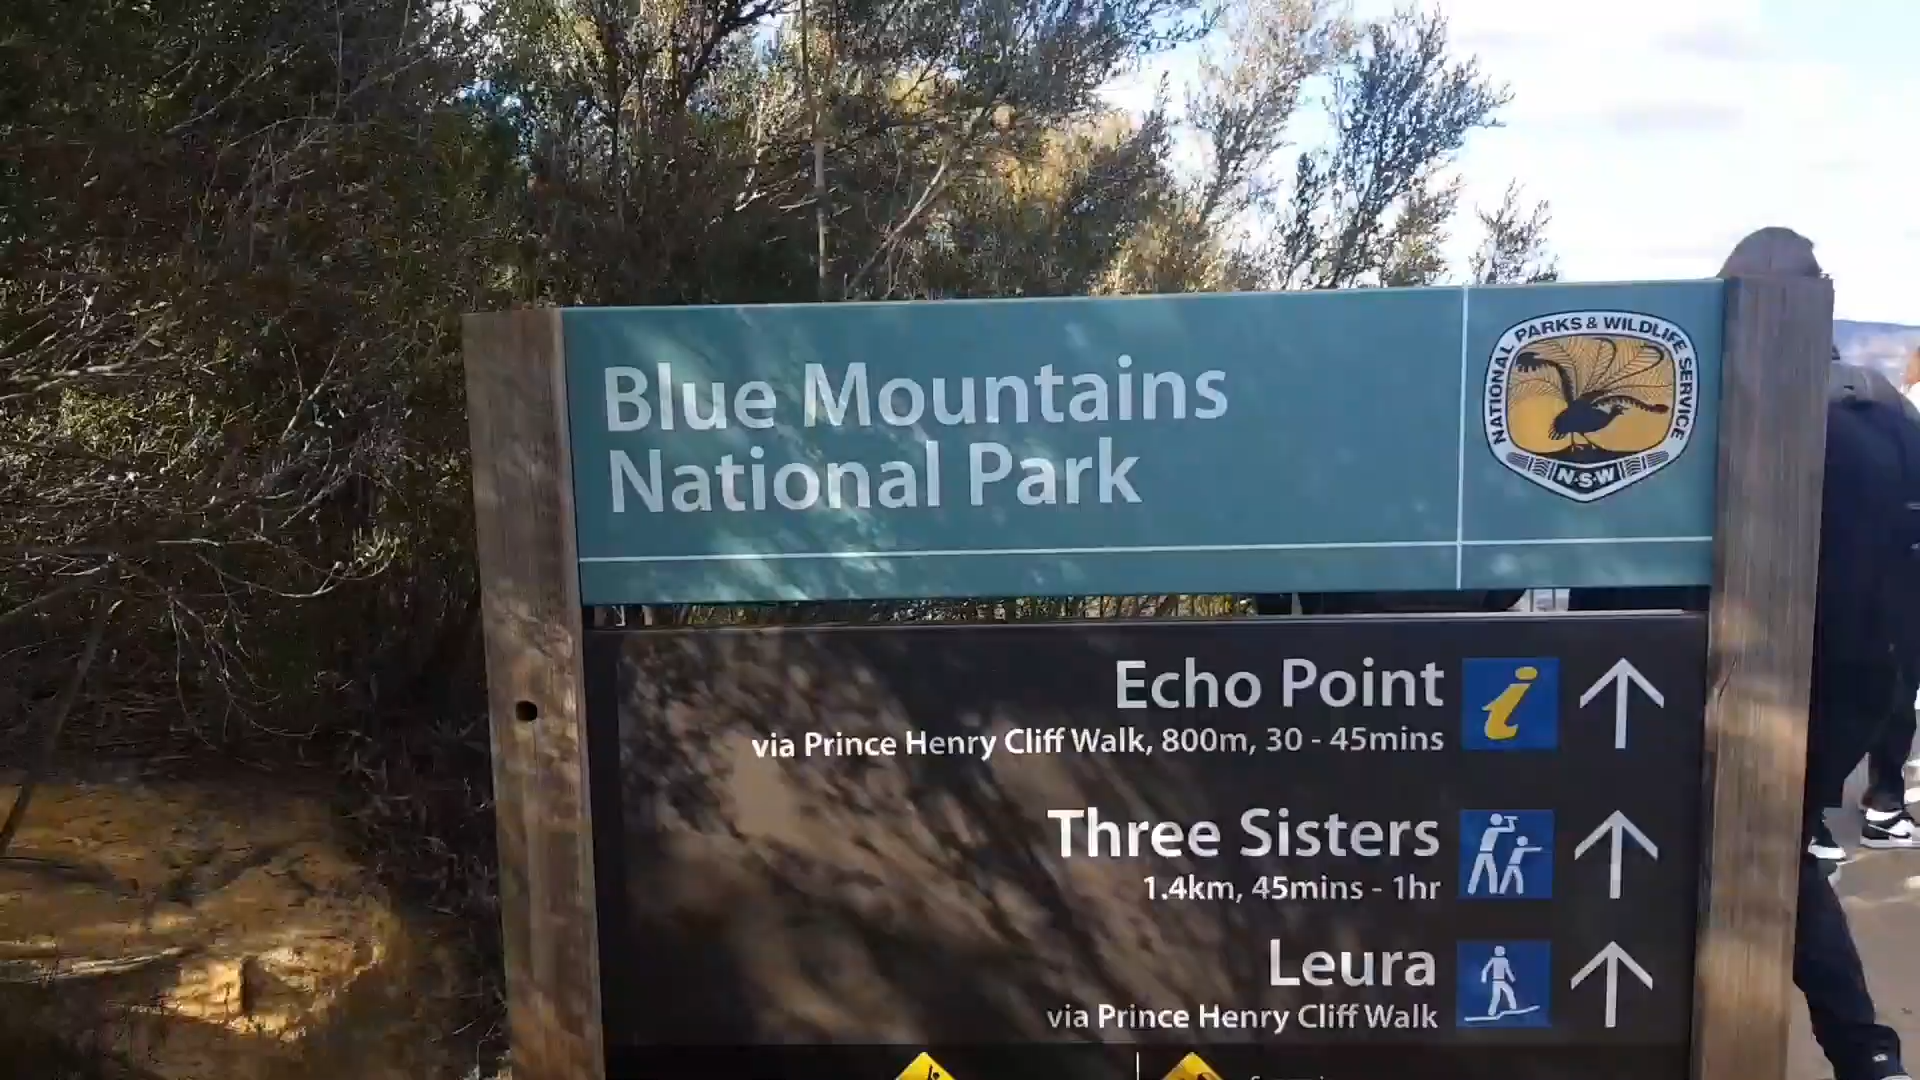 Blue Mountains
National Park
NATIONAL PARKS & WILDLIFE SERVICE
N·S·W
Echo Point
via Prince Henry Cliff Walk, 800m, 30 - 45mins
Three Sisters
1.4km, 45mins - 1hr
Leura
via Prince Henry Cliff Walk